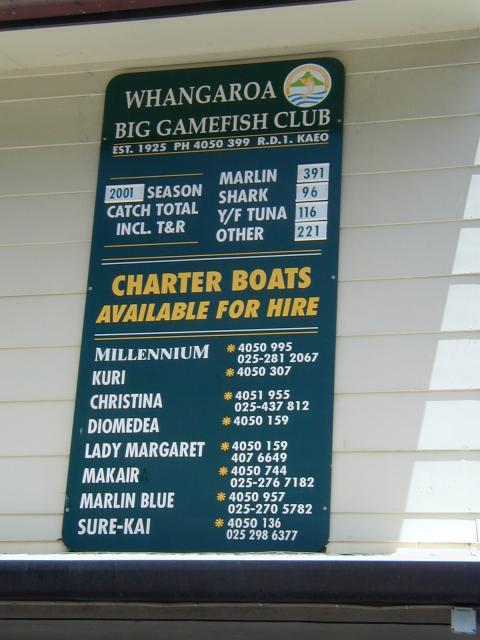 WHANGAROA
BIG GAMEFISH CLUB
EST. 1925 PH 4050 399 R.D.1. KAEO
2001 SEASON
CATCH TOTAL
INCL. T&R
MARLIN 391
SHARK 96
Y/F TUNA 116
OTHER 221
CHARTER BOATS
AVAILABLE FOR HIRE
MILLENNIUM * 4050 995
025-281 2067
KURI * 4050 307
CHRISTINA * 4051 955
025-437 812
DIOMEDEA * 4050 159
LADY MARGARET * 4050 159
407 6649
MAKAIRA * 4050 744
025-276 7182
MARLIN BLUE * 4050 957
025-270 5782
SURE-KAI * 4050 136
025 298 6377